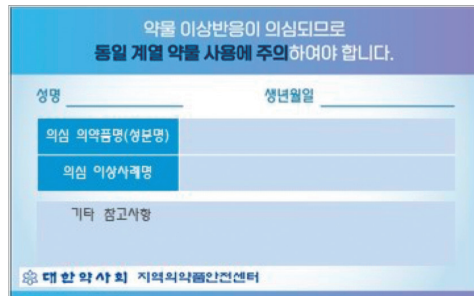 약물 이상반응이 의심되므로
동일 계열 약물 사용에 주의하여야 합니다.
성명 생년월일
의심 의약품명(성분명)
의심 이상사례명
기타 참고사항
대한약사회 지역의약품안전센터